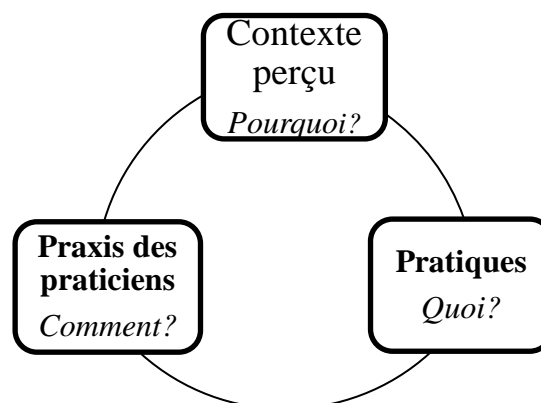 Contexte
perçu
Pourquoi?
Praxis des
praticiens
Comment?
Pratiques
Quoi?